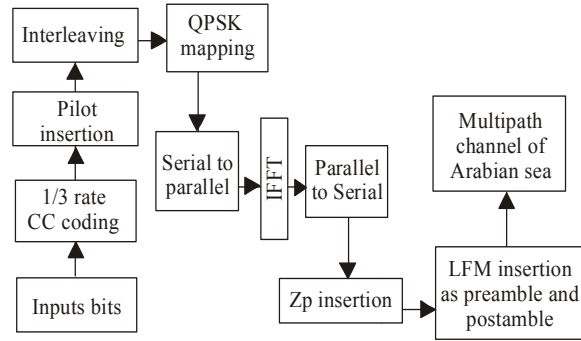 Inputs bits
1/3 rate
CC coding
Pilot
insertion
Interleaving
QPSK
mapping
Serial to
parallel
IFFT
Parallel
to Serial
Zp insertion
LFM insertion
as preamble and
postamble
Multipath
channel of
Arabian sea